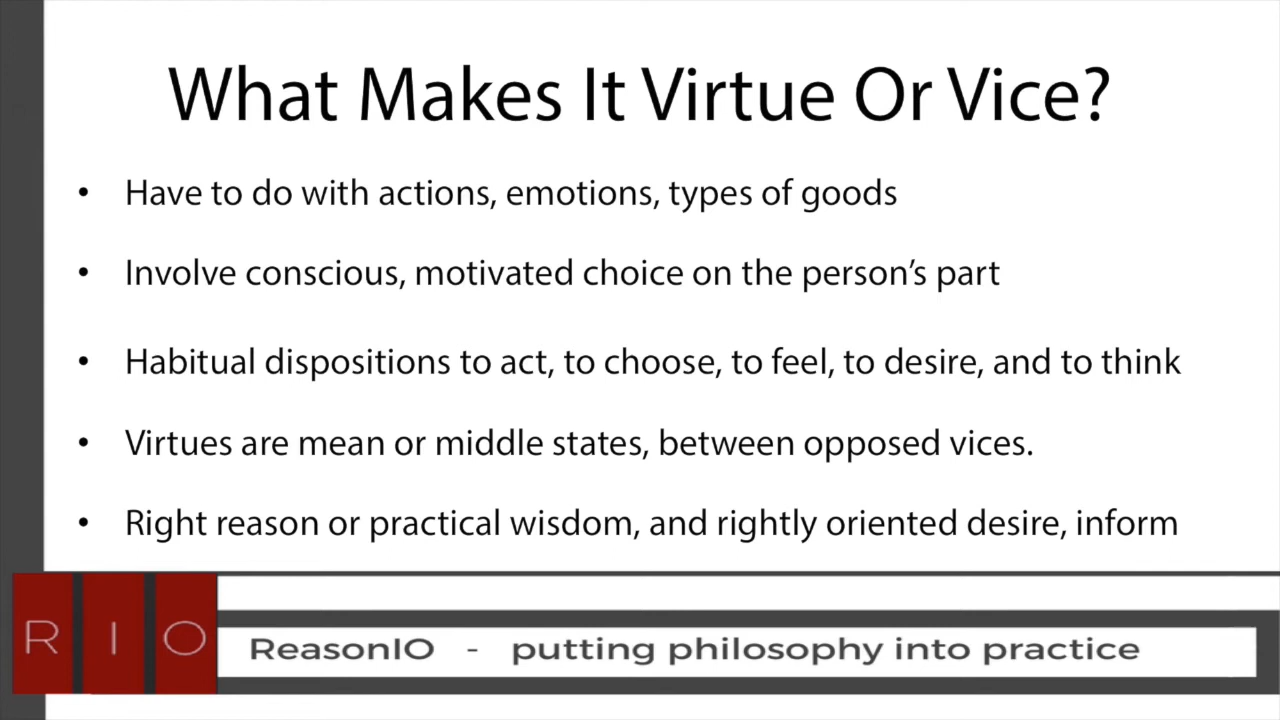 What Makes It Virtue Or Vice?
• Have to do with actions, emotions, types of goods
• Involve conscious, motivated choice on the person’s part
• Habitual dispositions to act, to choose, to feel, to desire, and to think
• Virtues are mean or middle states, between opposed vices.
• Right reason or practical wisdom, and rightly oriented desire, inform
R I O
ReasonIO - putting philosophy into practice